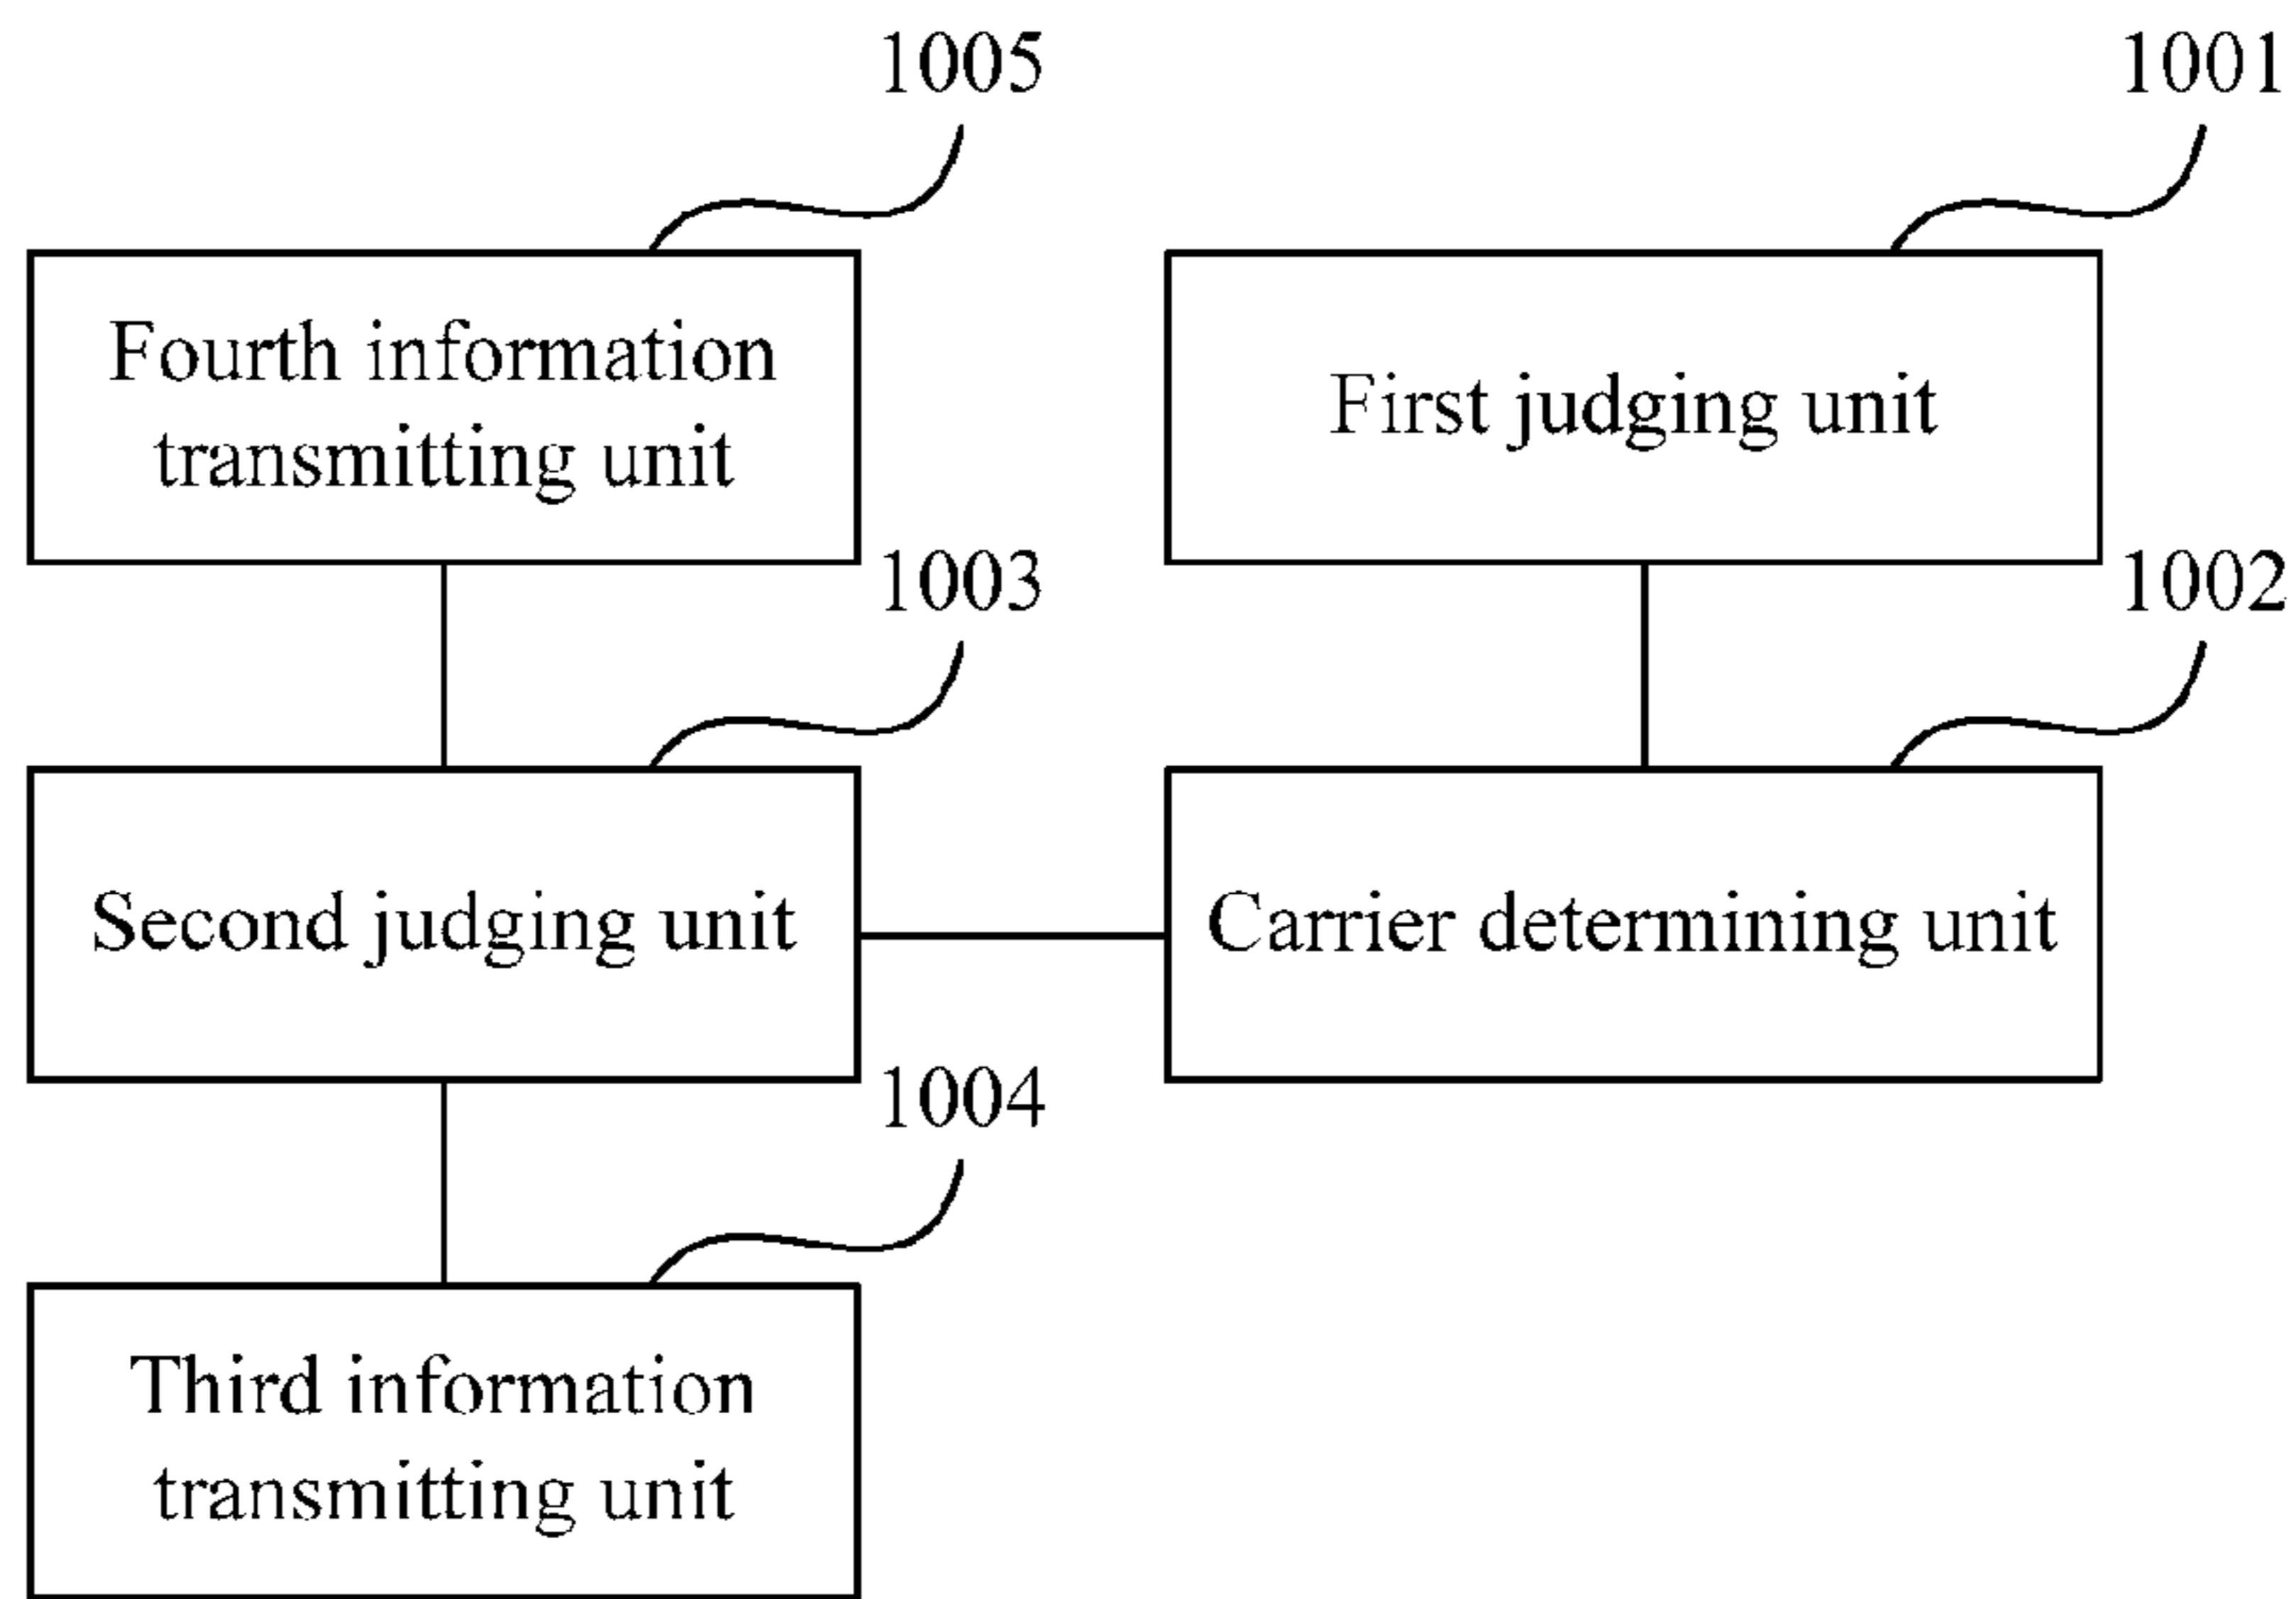 1005
1001
Fourth information
transmitting unit
First judging unit
1003
1002
Second judging unit
Carrier determining unit
1004
Third information
transmitting unit